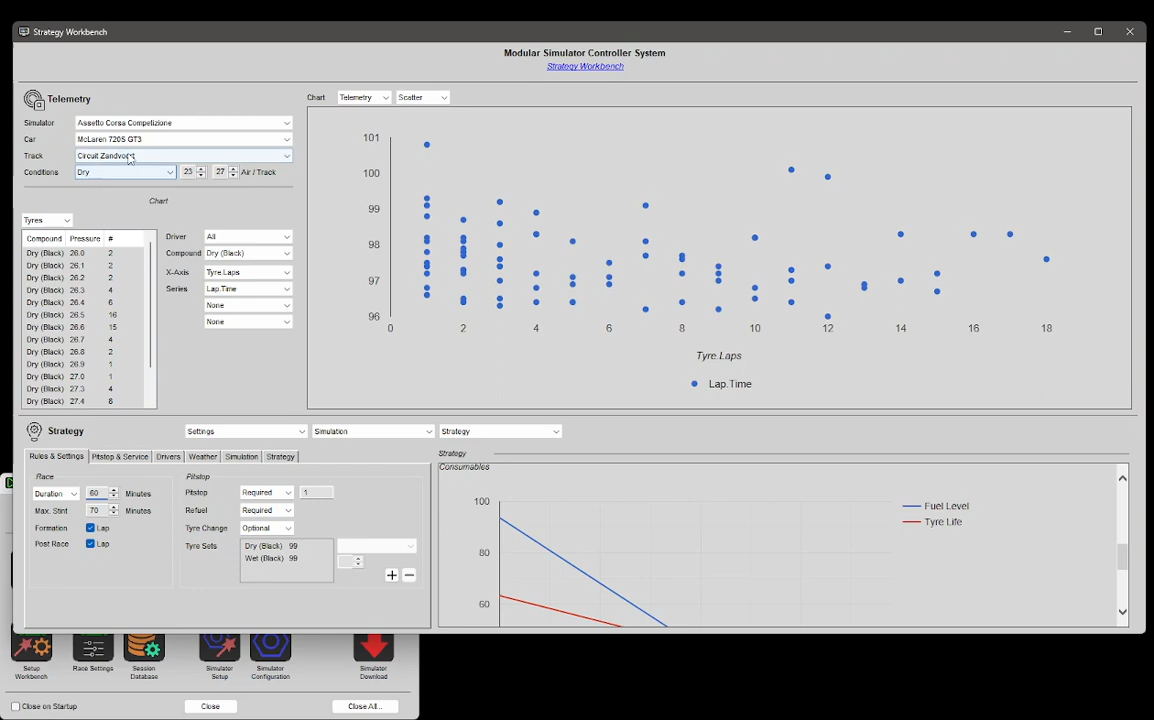 Strategy Workbench
Modular Simulator Controller System
Strategy Workbench
Telemetry
Simulator Assetto Corsa Competizione
Car McLaren 720S GT3
Track Circuit Zandvoort
Conditions Dry 23 27 Air / Track
Chart
Tyres
Compound Pressure #
Dry (Black) 26.0 2
Dry (Black) 26.1 2
Dry (Black) 26.2 2
Dry (Black) 26.3 4
Dry (Black) 26.4 6
Dry (Black) 26.5 16
Dry (Black) 26.6 15
Dry (Black) 26.7 4
Dry (Black) 26.8 2
Dry (Black) 26.9 1
Dry (Black) 27.0 1
Dry (Black) 27.3 4
Dry (Black) 27.4 8
Driver All
Compound Dry (Black)
X-Axis Tyre.Laps
Series Lap.Time
None
None
Chart Telemetry Scatter
101
100
99
98
97
96
0 2 4 6 8 10 12 14 16 18
Tyre.Laps
Lap.Time
Strategy Settings Simulation Strategy
Rules & Settings Pitstop & Service Drivers Weather Simulation Strategy
Race
Duration 60 Minutes
Max. Stint 70 Minutes
Formation Lap
Post Race Lap
Pitstop
Pitstop Required 1
Refuel Required
Tyre Change Optional
Tyre Sets Dry (Black) 99
Wet (Black) 99
+ −
Strategy
Consumables
100
80
60
Fuel Level
Tyre Life
Setup
Workbench
Race Settings
Session
Database
Simulator
Setup
Simulator
Configuration
Simulator
Download
Close on Startup Close Close All...